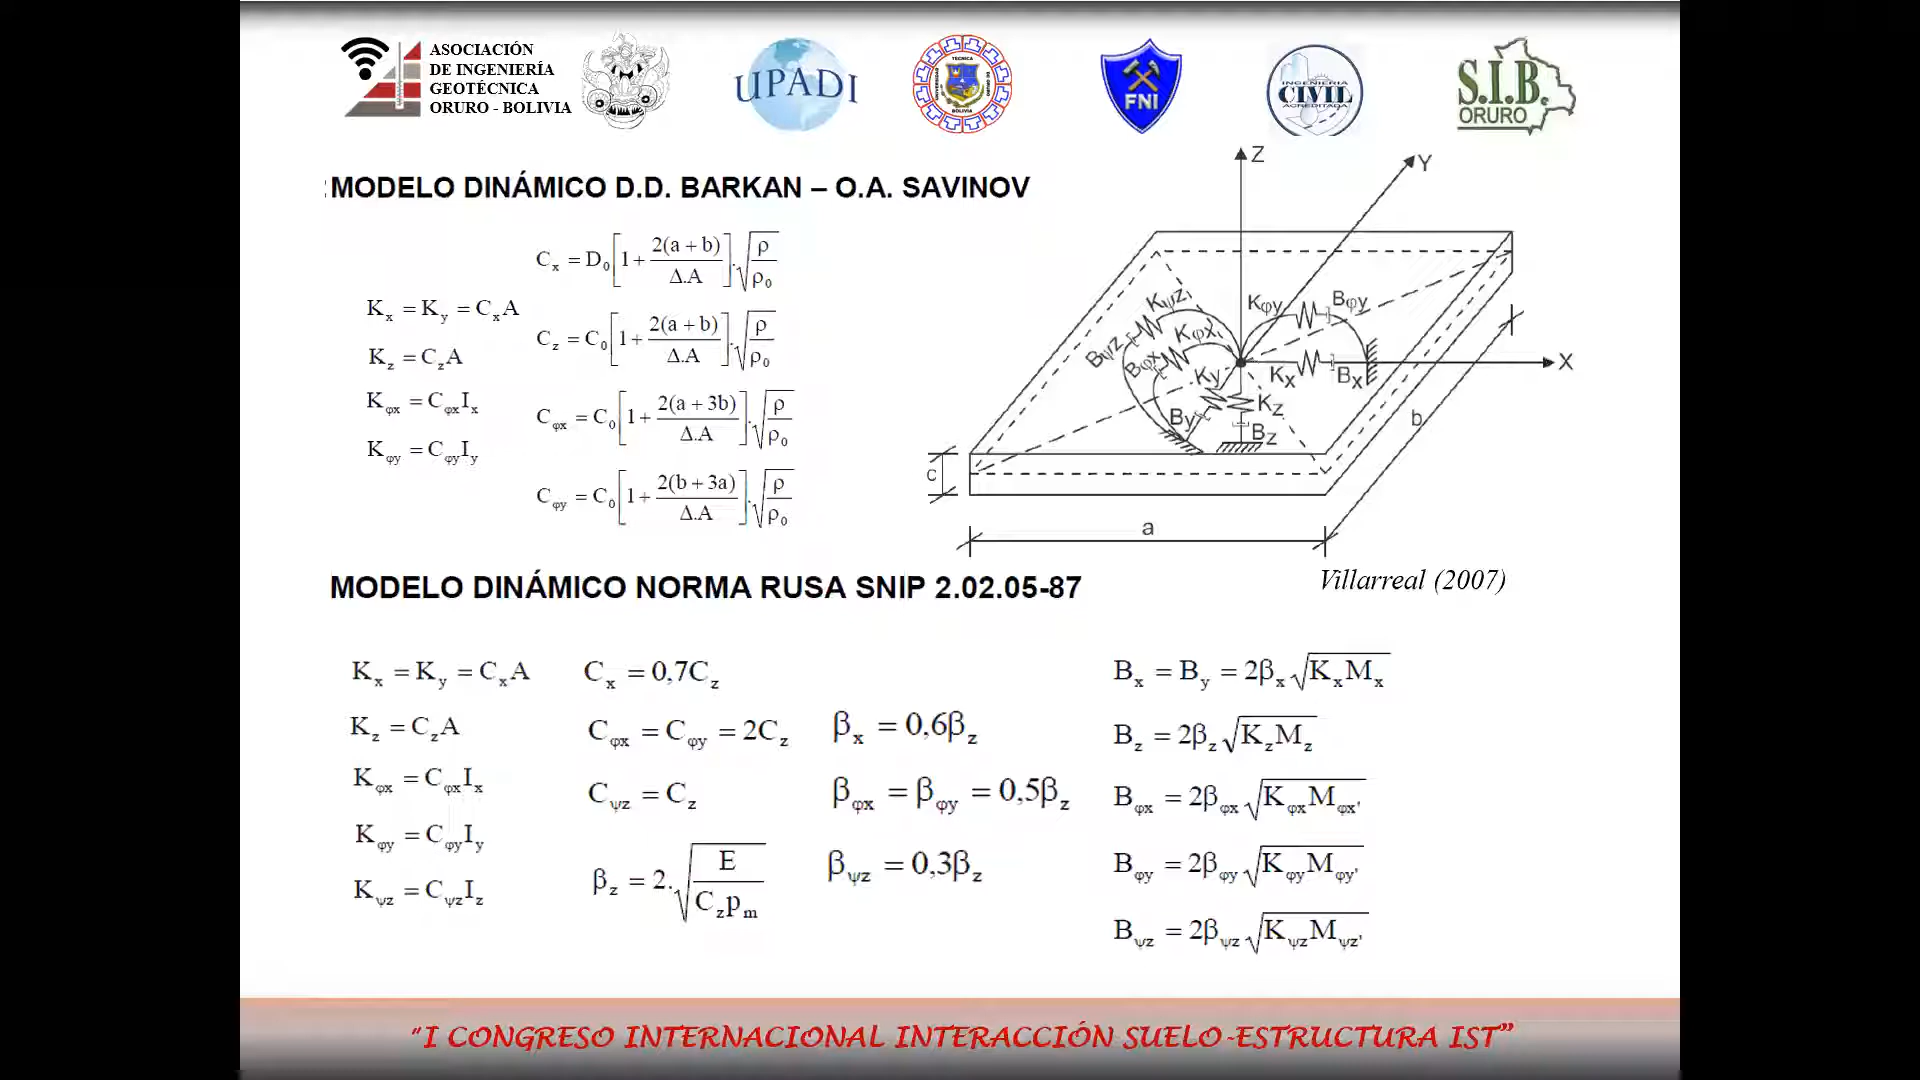 ASOCIACIÓN
DE INGENIERÍA
GEOTÉCNICA
ORURO - BOLIVIA
UPADI
FNI
INGENIERIA
CIVIL
ACREDITADA
S.I.B.
ORURO
MODELO DINÁMICO D.D. BARKAN – O.A. SAVINOV
Kx = Ky = CxA
Kz = CzA
Kφx = CφxIx
Kφy = CφyIy
Cx = D0[1+ 2(a + b)/Δ.A].√ρ/ρ0
Cz = C0[1+ 2(a + b)/Δ.A].√ρ/ρ0
Cφx = C0[1+ 2(a + 3b)/Δ.A].√ρ/ρ0
Cφy = C0[1+ 2(b + 3a)/Δ.A].√ρ/ρ0
Z
Y
X
Kψz
Bψz
Kφx
Bφx
Kφy
Bφy
Ky
By
Kx
Bx
Kz
Bz
a
b
c
Villarreal (2007)
MODELO DINÁMICO NORMA RUSA SNIP 2.02.05-87
Kx = Ky = CxA
Kz = CzA
Kφx = CφxIx
Kφy = CφyIy
Kψz = CψzIz
Cx = 0,7Cz
Cφx = Cφy = 2Cz
Cψz = Cz
βz = 2.√E/Czpm
βx = 0,6βz
βφx = βφy = 0,5βz
βψz = 0,3βz
Bx = By = 2βx√KxMx
Bz = 2βz√KzMz
Bφx = 2βφx√KφxMφx'
Bφy = 2βφy√KφyMφy'
Bψz = 2βψz√KψzMψz'
“I CONGRESO INTERNACIONAL INTERACCIÓN SUELO-ESTRUCTURA IST”